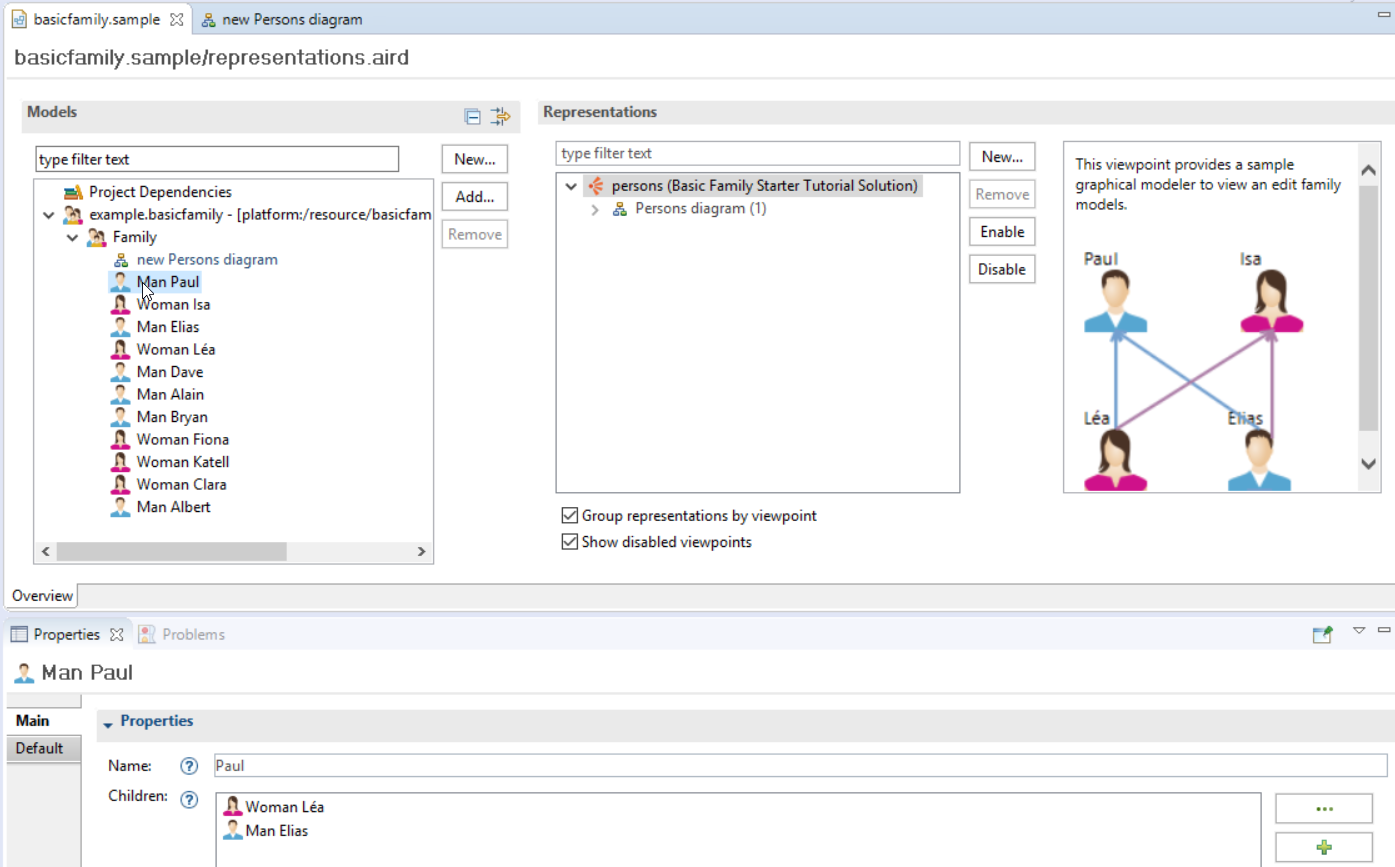 basicfamily.sample new Persons diagram
basicfamily.sample/representations.aird
Models
type filter text
New...
Add...
Remove
Project Dependencies
example.basicfamily - [platform:/resource/basicfam
Family
new Persons diagram
Man Paul
Woman Isa
Man Elias
Woman Léa
Man Dave
Man Alain
Man Bryan
Woman Fiona
Woman Katell
Woman Clara
Man Albert
Representations
type filter text
New...
Remove
Enable
Disable
persons (Basic Family Starter Tutorial Solution)
Persons diagram (1)
Group representations by viewpoint
Show disabled viewpoints
This viewpoint provides a sample
graphical modeler to view an edit family
models.
Paul Isa
Léa Elias
Overview
Properties Problems
Man Paul
Main
Default
Properties
Name: ? Paul
Children: ?
Woman Léa
Man Elias
...